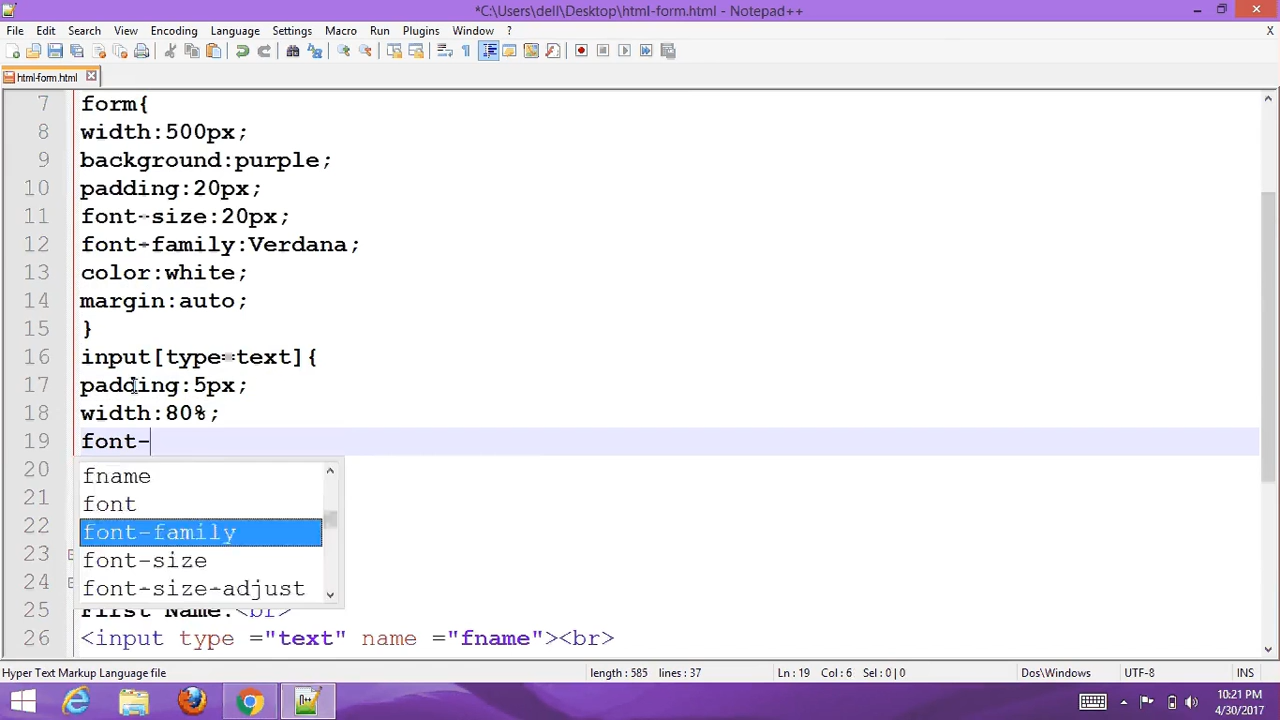 *C:\Users\dell\Desktop\html-form.html - Notepad++
File Edit Search View Encoding Language Settings Macro Run Plugins Window ? X
html-form.html
7 form{
8 width:500px;
9 background:purple;
10 padding:20px;
11 font-size:20px;
12 font-family:Verdana;
13 color:white;
14 margin:auto;
15 }
16 input[type=text]{
17 padding:5px;
18 width:80%;
19 font-
20 fname
21 font
22 font-family
23 font-size
24 font-size-adjust
25 First Name:<br>
26 <input type ="text" name ="fname"><br>
Hyper Text Markup Language file length : 585 lines : 37 Ln : 19 Col : 6 Sel : 0 | 0 Dos\Windows UTF-8 INS
10:21 PM
4/30/2017